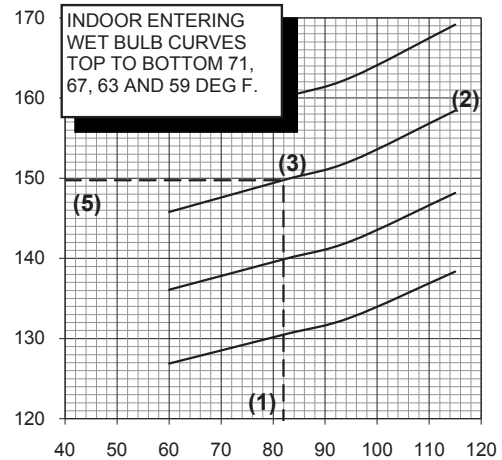 170
INDOOR ENTERING
WET BULB CURVES
TOP TO BOTTOM 71,
67, 63 AND 59 DEG F.
160
(2)
(3)
150
(5)
140
130
(1)
120
40 50 60 70 80 90 100 110 120